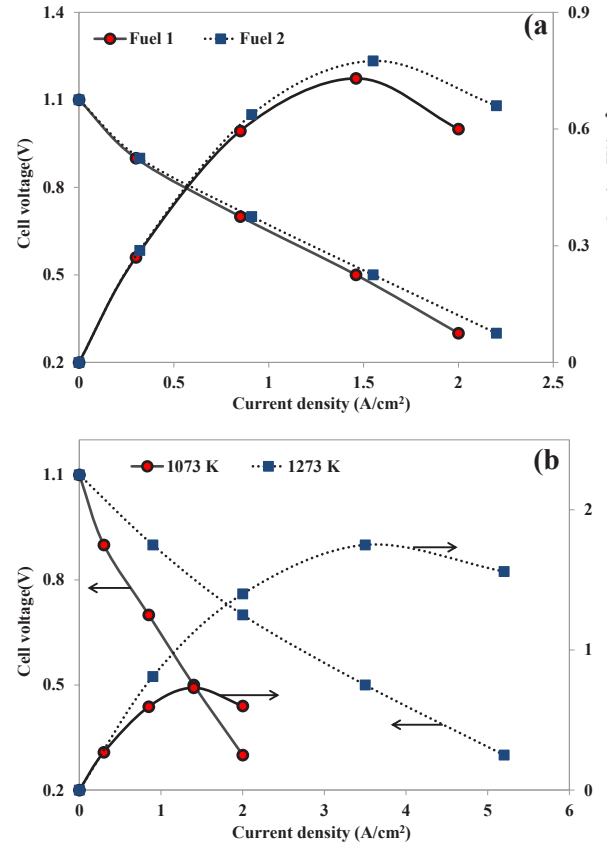 (a)
Fuel 1 Fuel 2
1.4
1.1
0.8
0.5
0.2
Cell voltage(V)
0.9
0.6
0.3
0
0 0.5 1 1.5 2 2.5
Current density (A/cm²)
(b)
1073 K 1273 K
1.1
0.8
0.5
0.2
Cell voltage(V)
2
1
0
0 1 2 3 4 5 6
Current density (A/cm²)